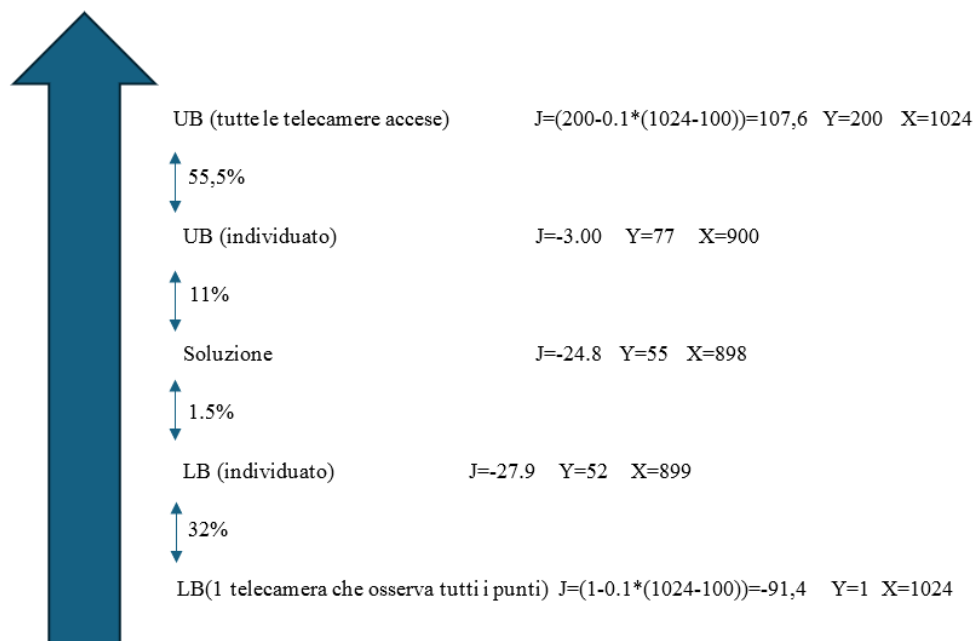 UB (tutte le telecamere accese) J=(200-0.1*(1024-100))=107,6 Y=200 X=1024
55,5%
UB (individuato) J=-3.00 Y=77 X=900
11%
Soluzione J=-24.8 Y=55 X=898
1.5%
LB (individuato) J=-27.9 Y=52 X=899
32%
LB(1 telecamera che osserva tutti i punti) J=(1-0.1*(1024-100))=-91,4 Y=1 X=1024